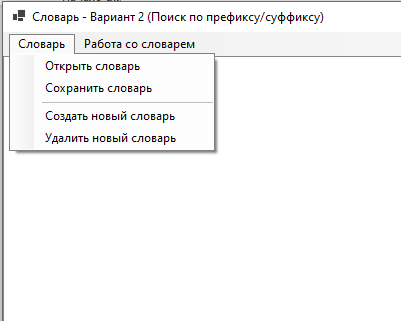 Словарь - Вариант 2 (Поиск по префиксу/суффиксу)
Словарь Работа со словарем
Открыть словарь
Сохранить словарь
Создать новый словарь
Удалить новый словарь